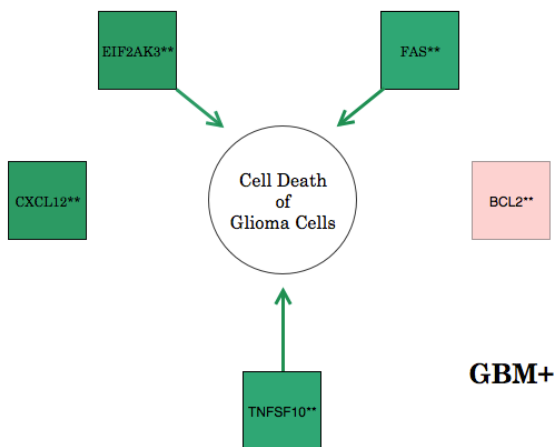 EIF2AK3**
FAS**
Cell Death
of
Glioma Cells
CXCL12**
BCL2**
GBM+
TNFSF10**